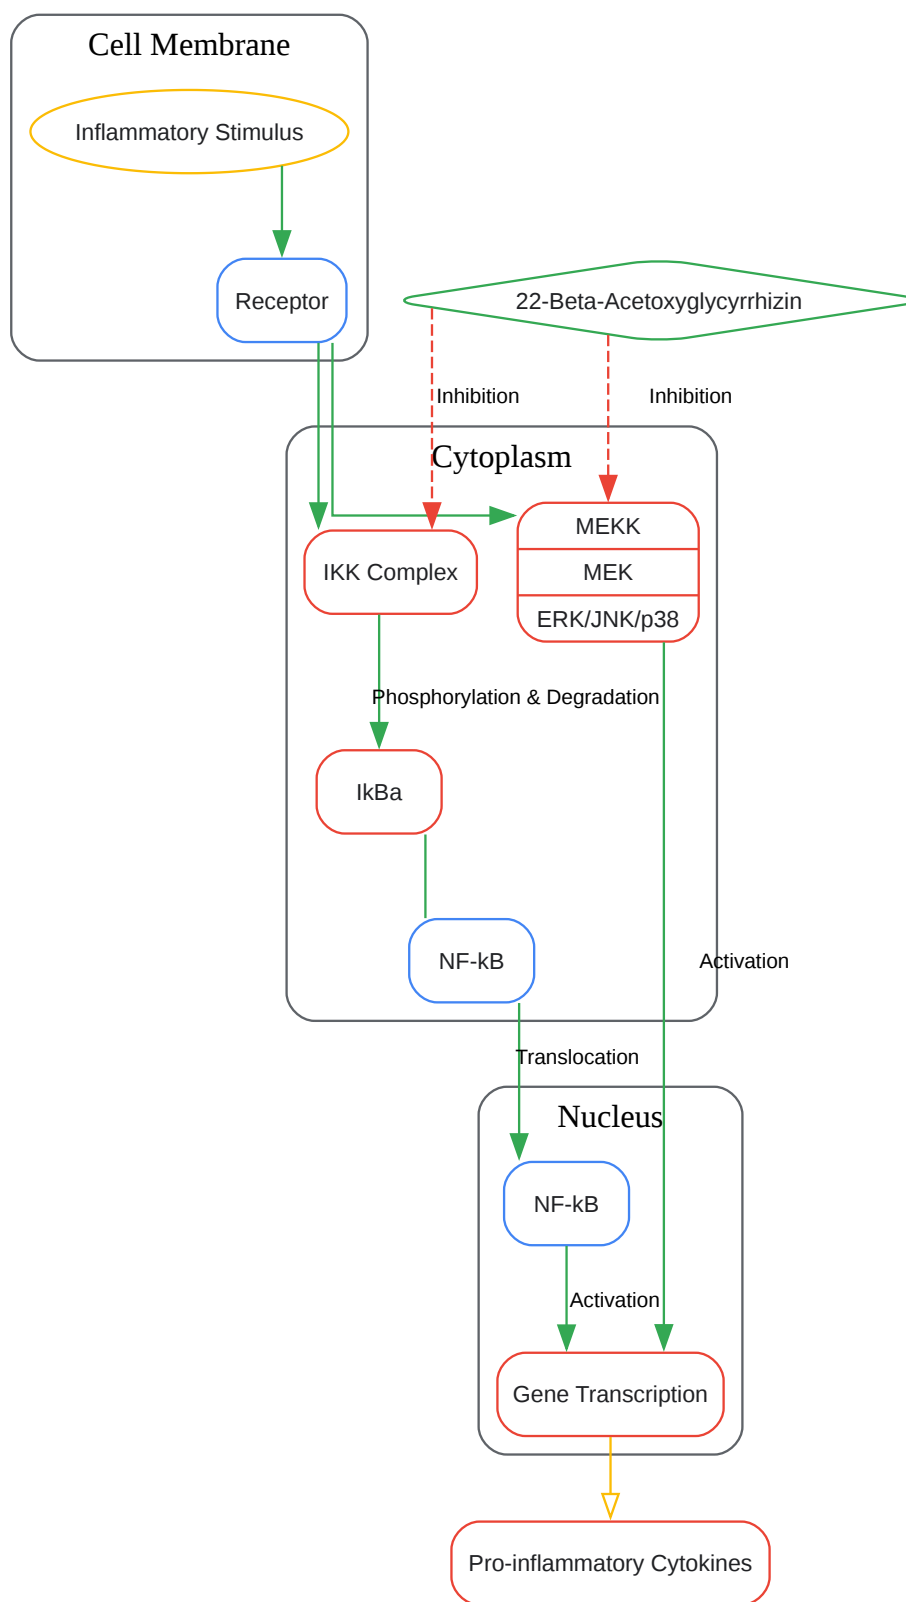 Cell Membrane
Inflammatory Stimulus
Receptor
22-Beta-Acetoxyglycyrrhizin
Inhibition
Inhibition
Cytoplasm
MEKK
IKK Complex
MEK
ERK/JNK/p38
Phosphorylation & Degradation
IkBa
NF-kB
Activation
Translocation
Nucleus
NF-kB
Activation
Gene Transcription
Pro-inflammatory Cytokines